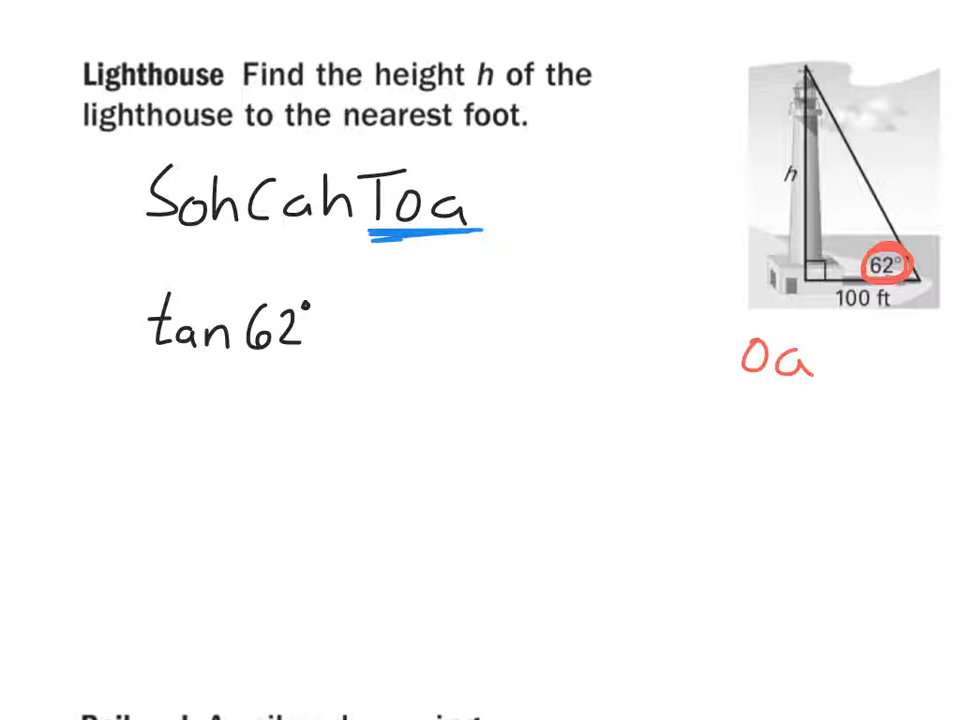 Lighthouse Find the height h of the
lighthouse to the nearest foot.
SohCahToa
tan 62°
h
62°
100 ft
oa